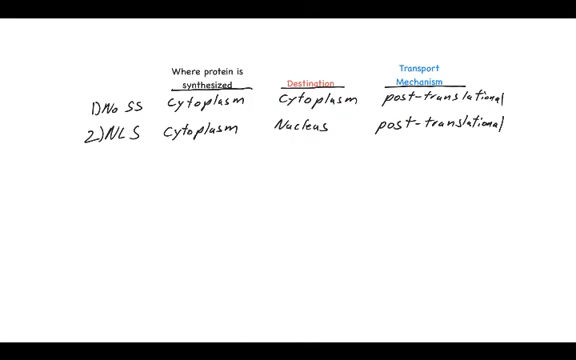 Where protein is synthesized Destination Transport Mechanism
1) No SS Cytoplasm Cytoplasm post-translational
2) NLS Cytoplasm Nucleus post-translational